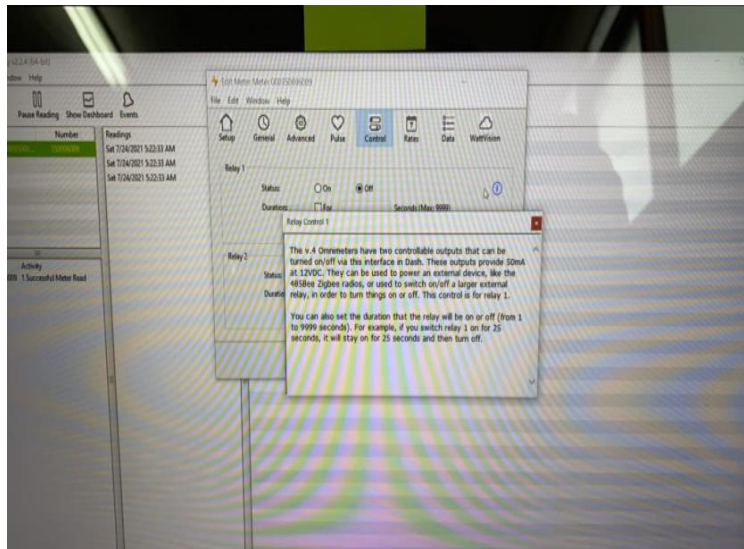 v2.2.4 (64-bit)
Window Help
Pause Reading Show Dashboard Events
Number
Readings
Sat 7/24/2021 5:22:33 AM
Sat 7/24/2021 5:22:33 AM
Sat 7/24/2021 5:22:33 AM
Activity
1 Successful Meter Read
Edit Meter
File Edit Window Help
Setup General Advanced Pulse Control Rates Data WattVision
Relay 1
Status: On Off
Duration: For Seconds (Max: 9999)
Relay 2
Relay Control 1
The v.4 Omnimeters have two controllable outputs that can be
turned on/off via this interface in Dash. These outputs provide 50mA
at 12VDC. They can be used to power an external device, like the
485Bee Zigbee radios, or used to switch on/off a larger external
relay, in order to turn things on or off. This control is for relay 1.
You can also set the duration that the relay will be on or off (from 1
to 9999 seconds). For example, if you switch relay 1 on for 25
seconds, it will stay on for 25 seconds and then turn off.